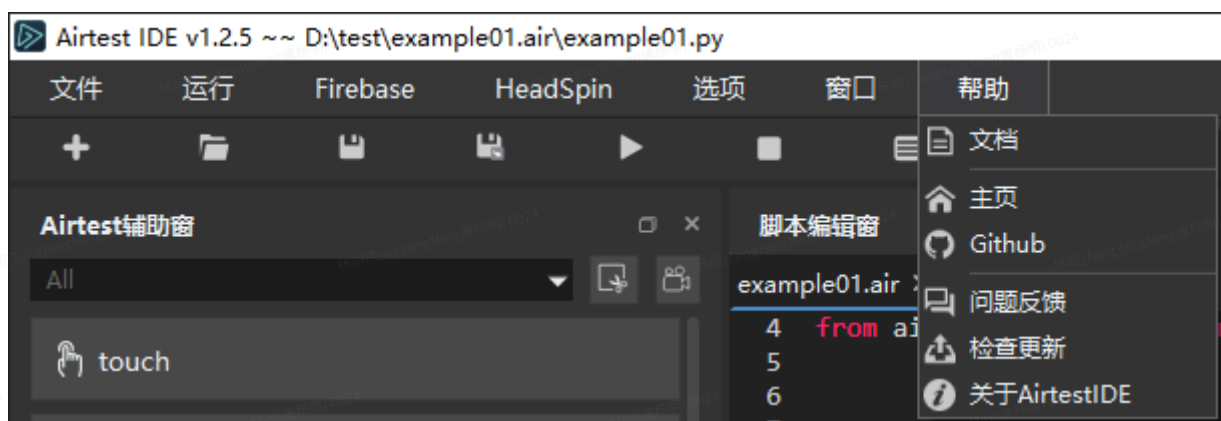 Airtest IDE v1.2.5 ~~ D:\test\example01.air\example01.py
文件 运行 Firebase HeadSpin 选项 窗口 帮助
文档
主页
Github
问题反馈
检查更新
关于AirtestIDE
Airtest辅助窗
All
touch
脚本编辑窗
example01.air
4 from ai
5
6